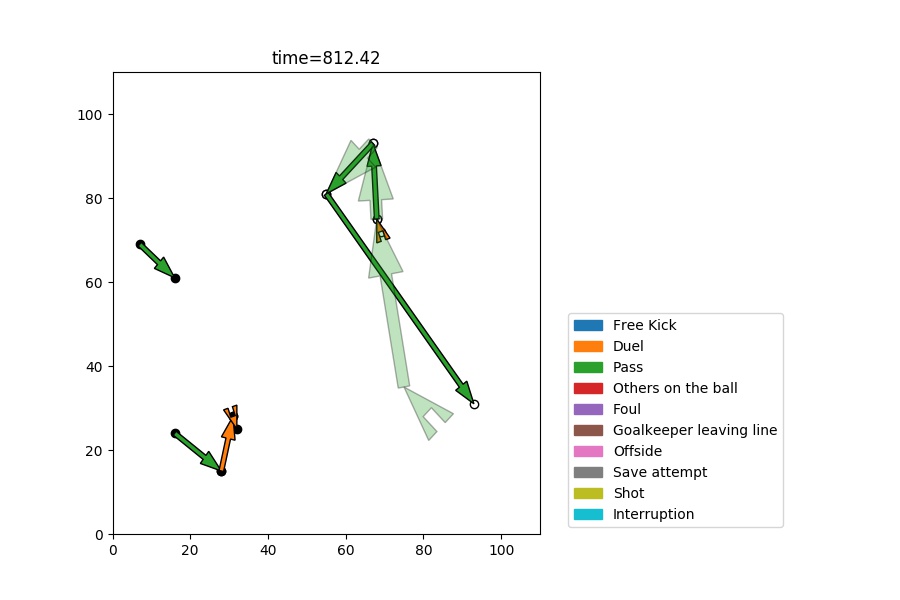 time=812.42
100
80
60
40
20
0
0 20 40 60 80 100
Free Kick
Duel
Pass
Others on the ball
Foul
Goalkeeper leaving line
Offside
Save attempt
Shot
Interruption